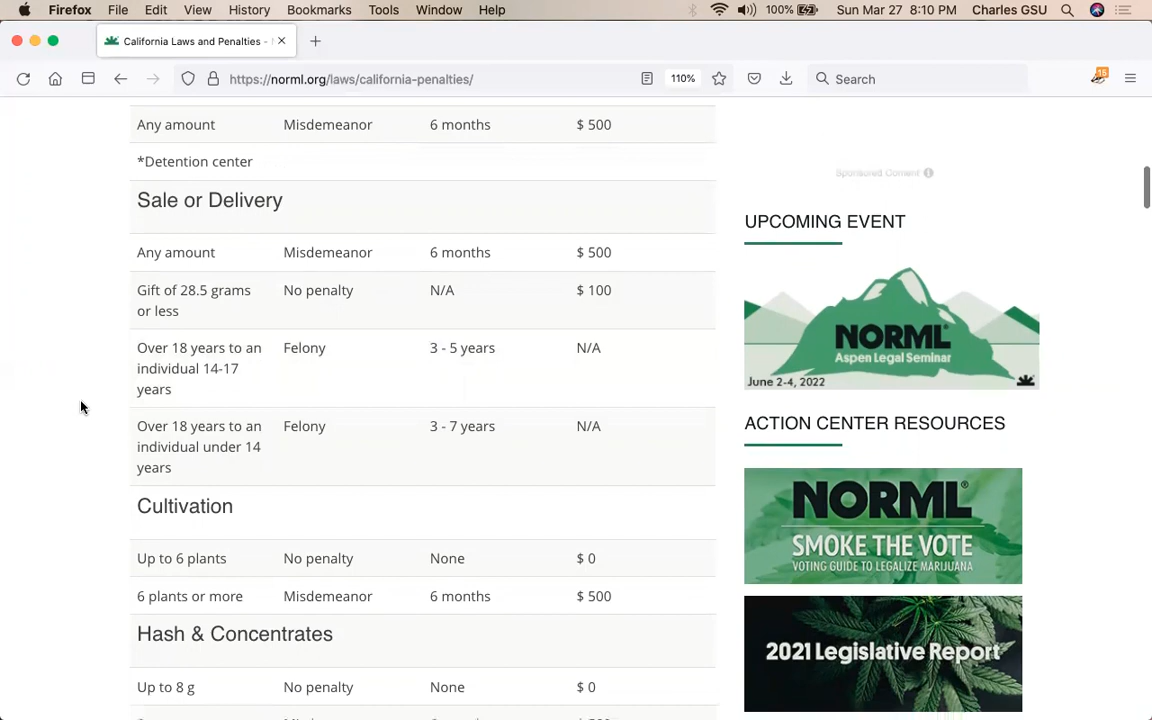 Firefox File Edit View History Bookmarks Tools Window Help 100% Sun Mar 27 8:10 PM Charles GSU
California Laws and Penalties -
https://norml.org/laws/california-penalties/ 110% Search 15
Any amount Misdemeanor 6 months $ 500
*Detention center
Sale or Delivery
Any amount Misdemeanor 6 months $ 500
Gift of 28.5 grams No penalty N/A $ 100
or less
Over 18 years to an Felony 3 - 5 years N/A
individual 14-17
years
Over 18 years to an Felony 3 - 7 years N/A
individual under 14
years
Cultivation
Up to 6 plants No penalty None $ 0
6 plants or more Misdemeanor 6 months $ 500
Hash & Concentrates
Up to 8 g No penalty None $ 0
Sponsored Content
UPCOMING EVENT
NORML®
Aspen Legal Seminar
June 2-4, 2022
ACTION CENTER RESOURCES
NORML®
SMOKE THE VOTE
VOTING GUIDE TO LEGALIZE MARIJUANA
2021 Legislative Report